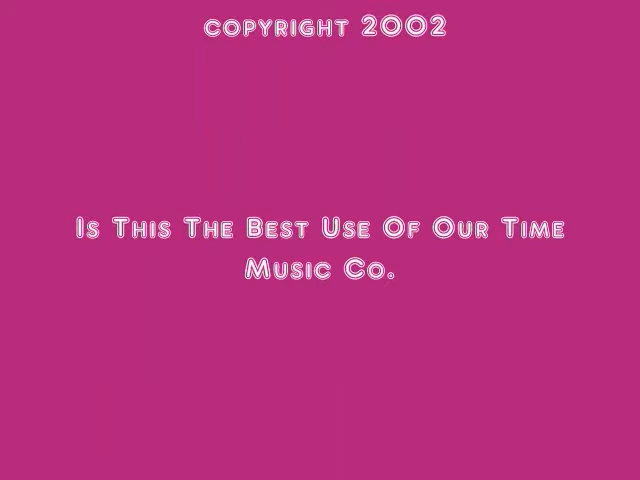 COPYRIGHT 2002
IS THIS THE BEST USE OF OUR TIME
MUSIC CO.